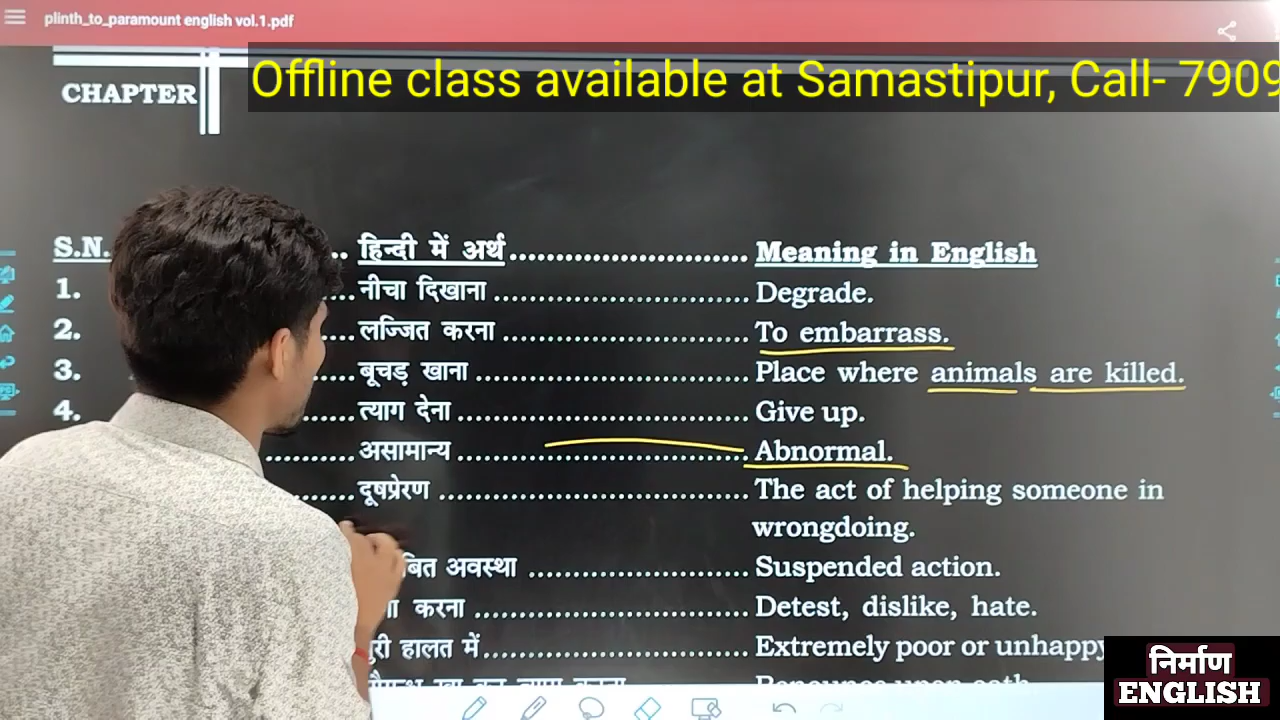 plinth_to_paramount english vol.1.pdf
Offline class available at Samastipur, Call- 7909
CHAPTER
S.N. .. हिन्दी में अर्थ .......................... Meaning in English
1. .... नीचा दिखाना ............................ Degrade.
2. .... लज्जित करना ........................... To embarrass.
3. ..... बूचड़ खाना .............................. Place where animals are killed.
4. ...... त्याग देना ................................ Give up.
.......... असामान्य ................................ Abnormal.
....... दूषप्रेरण .................................. The act of helping someone in
wrongdoing.
अवस्था ........................ Suspended action.
करना .............................. Detest, dislike, hate.
हालत में ............................. Extremely poor or unhappy
Renounce upon oath.
निर्माण
ENGLISH